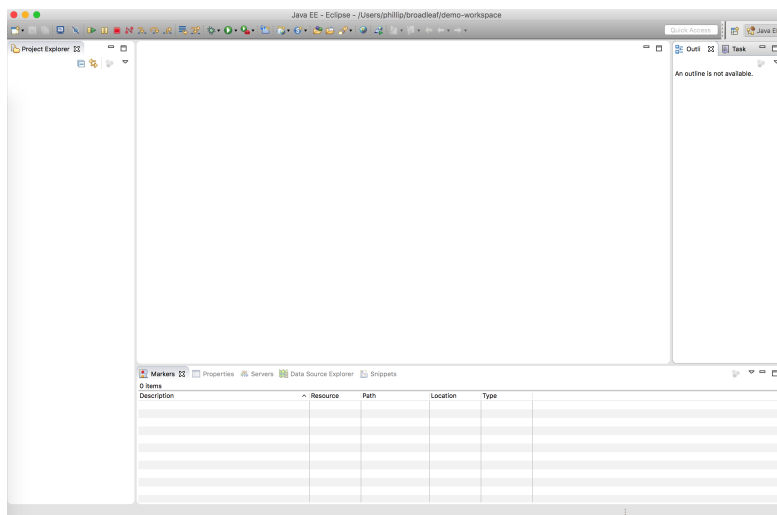 Java EE - Eclipse - /Users/phillip/broadleaf/demo-workspace
Quick Access
Java E
Project Explorer
Outli
Task
An outline is not available.
Markers
Properties
Servers
Data Source Explorer
Snippets
0 items
Description
Resource
Path
Location
Type